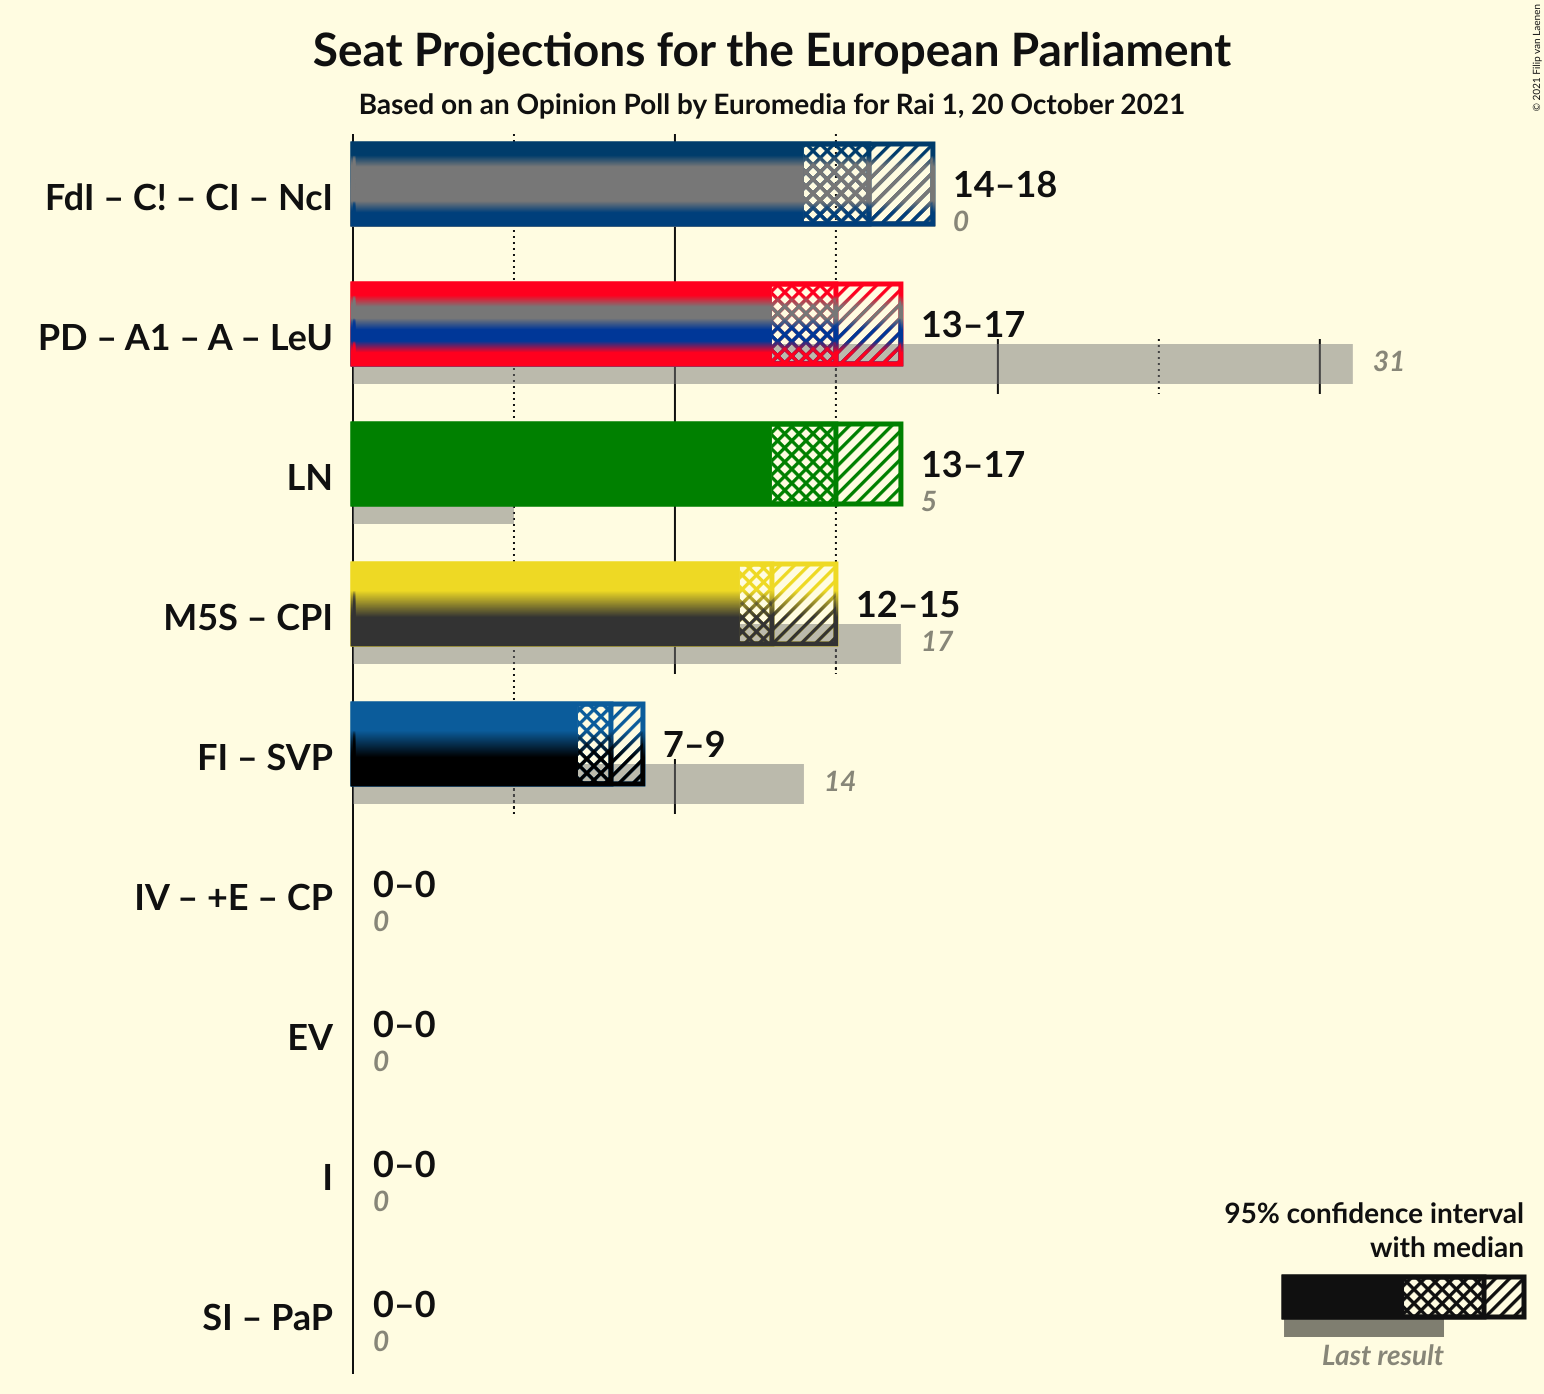 Seat Projections for the European Parliament
Based on an Opinion Poll by Euromedia for Rai 1, 20 October 2021
© 2021 Filip van Laenen
FdI – C! – CI – NcI
14–18
0
PD – A1 – A – LeU
13–17
31
LN
13–17
5
M5S – CPI
12–15
17
FI – SVP
7–9
14
IV – +E – CP
0–0
0
EV
0–0
0
I
0–0
0
SI – PaP
0–0
0
95% confidence interval
with median
Last result